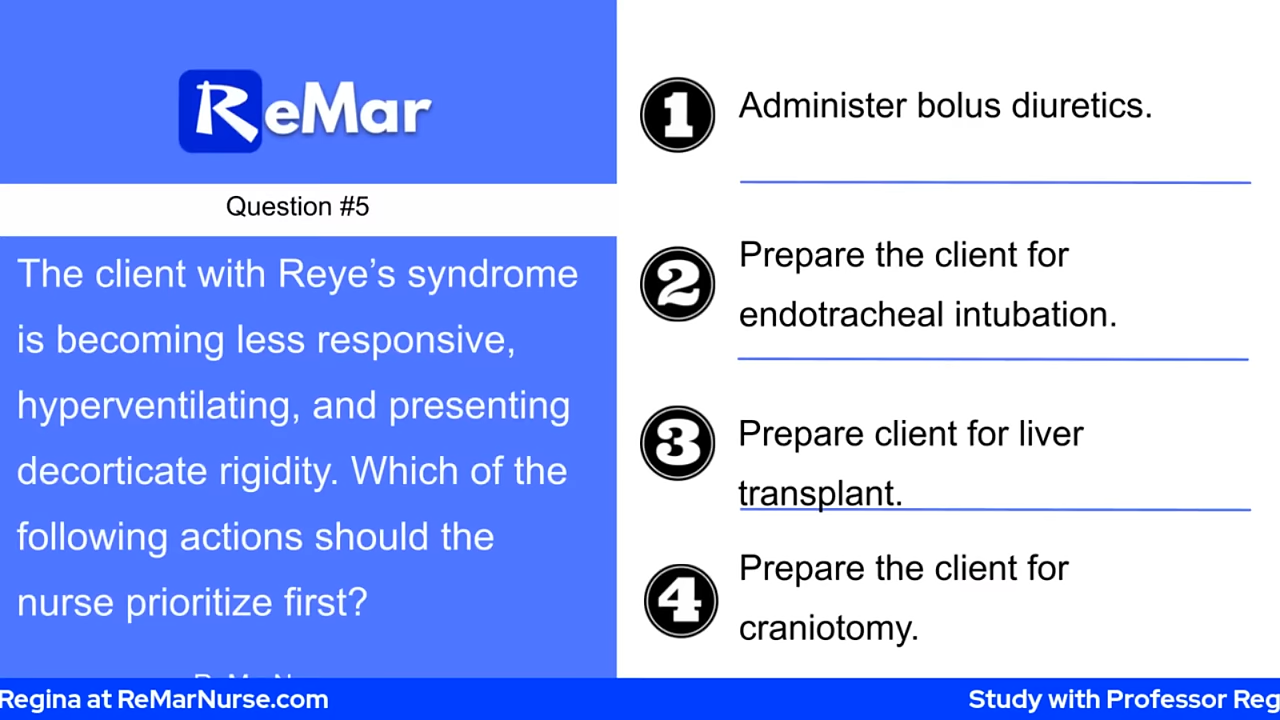 ReMar
Question #5
The client with Reye's syndrome
is becoming less responsive,
hyperventilating, and presenting
decorticate rigidity. Which of the
following actions should the
nurse prioritize first?
1 Administer bolus diuretics.
2 Prepare the client for
endotracheal intubation.
3 Prepare client for liver
transplant.
4 Prepare the client for
craniotomy.
Regina at ReMarNurse.com
Study with Professor Reg